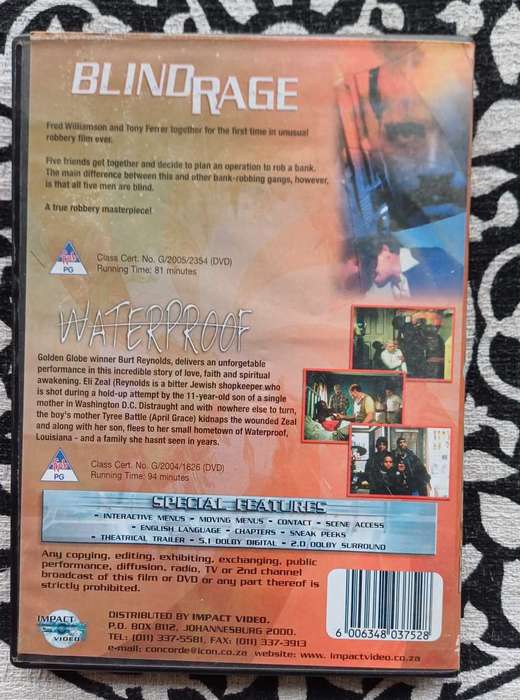 BLIND RAGE
Fred Williamson and Tony Ferrer together for the first time in unusual
robbery film ever.
Five friends get together and decide to plan an operation to rob a bank.
The main difference between this and other bank-robbing gangs, however,
is that all five men are blind.
A true robbery masterpiece!
PG
Class Cert. No. G/2005/2354 (DVD)
Running Time: 81 minutes
WATERPROOF
Golden Globe winner Burt Reynolds, delivers an unforgetable
performance in this incredible story of love, faith and spiritual
awakening. Eli Zeal (Reynolds is a bitter Jewish shopkeeper who
is shot during a hold-up attempt by the 11-year-old son of a single
mother in Washington D.C. Distraught and with nowhere else to turn,
the boy's mother Tyree Battle (April Grace) kidnaps the wounded Zeal
and along with her son, flees to her small hometown of Waterproof,
Louisiana - and a family she hasnt seen in years.
PG
Class Cert. No. G/2004/1826 (DVD)
Running Time: 94 minutes
SPECIAL FEATURES
- INTERACTIVE MENUS - MOVING MENUS - CONTACT - SCENE ACCESS
- ENGLISH LANGUAGE - CHAPTERS - SNEAK PEEKS
- THEATRICAL TRAILER - 5.1 DOLBY DIGITAL - 2.0 DOLBY SURROUND
Any copying, editing, exhibiting, exchanging, public
performance, diffusion, radio, TV or 2nd channel
broadcast of this film or DVD or any part thereof is
strictly prohibited.
IMPACT
VIDEO
DISTRIBUTED BY IMPACT VIDEO.
P.O. BOX 8112, JOHANNESBURG 2000.
TEL: (011) 337-5581, FAX: (011) 337-3913
e-mail: concorde@icon.co.za website: www.impactvideo.co.za
6 006348 037528